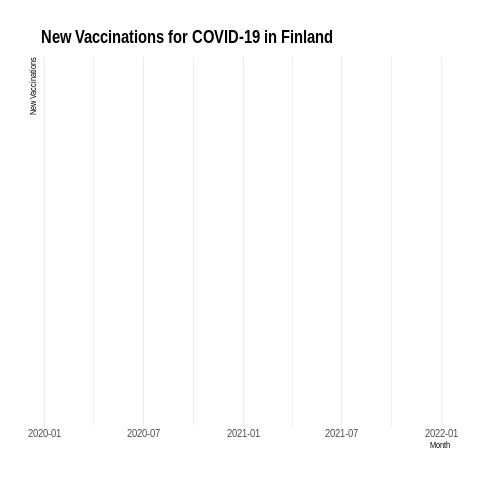 New Vaccinations for COVID-19 in Finland
New Vaccinations
2020-01 2020-07 2021-01 2021-07 2022-01
Month